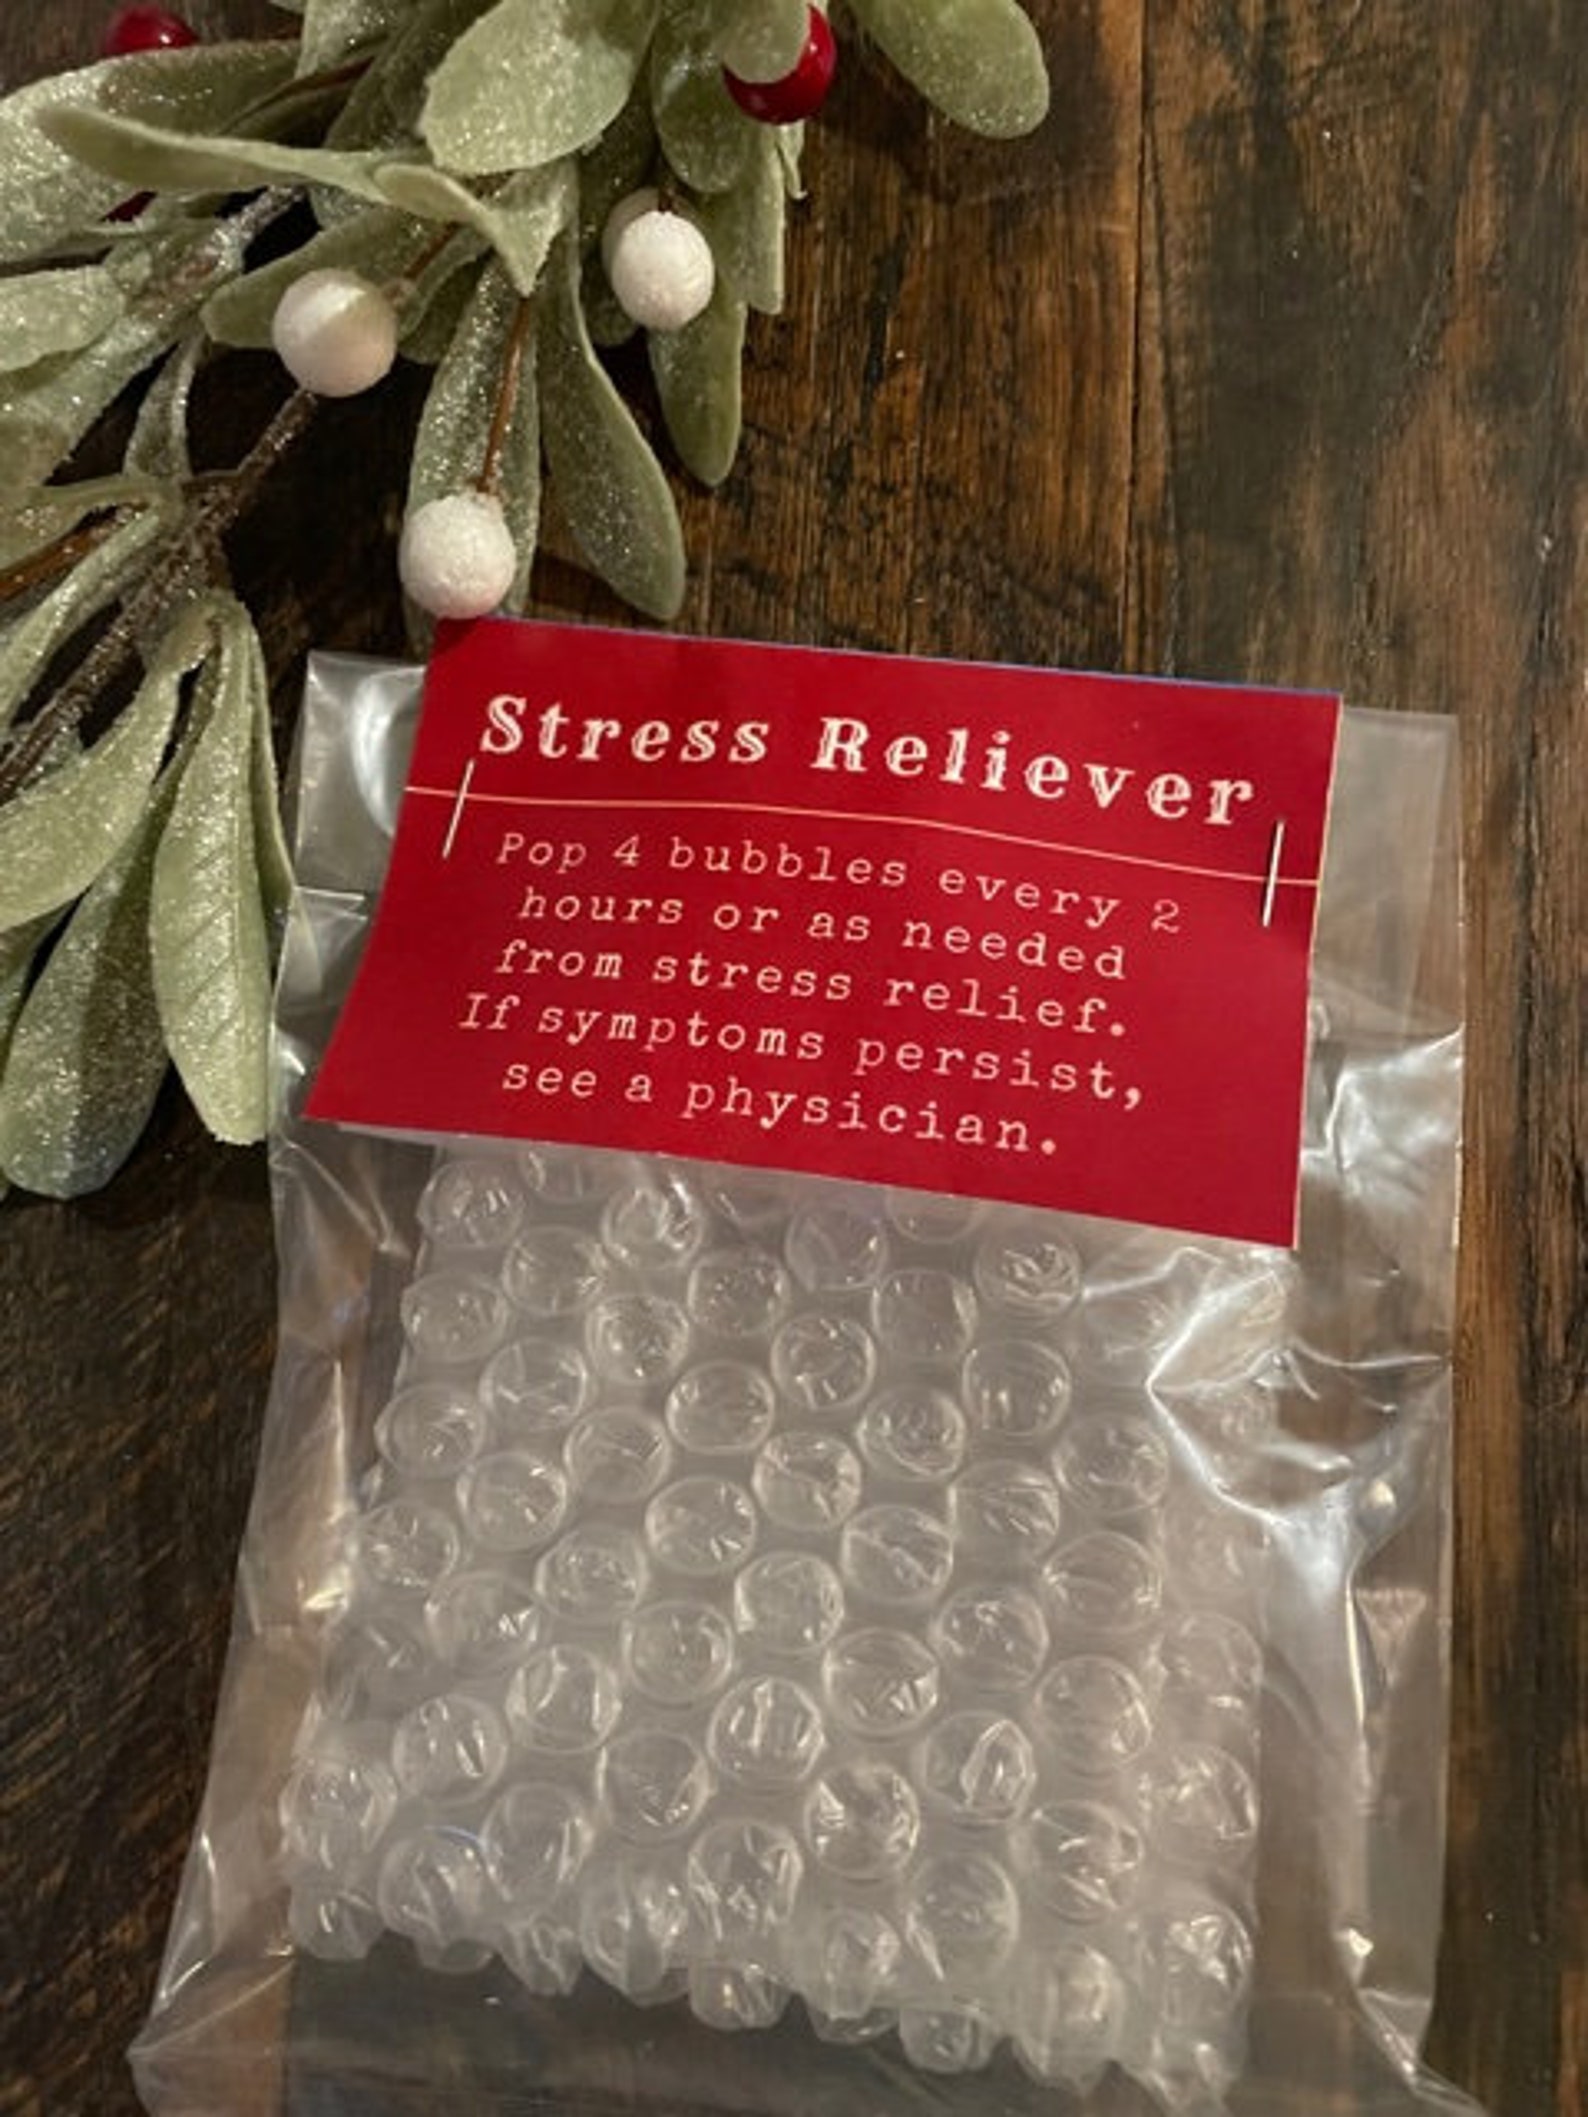 Stress Reliever
Pop 4 bubbles every 2
hours or as needed
from stress relief.
If symptoms persist,
see a physician.